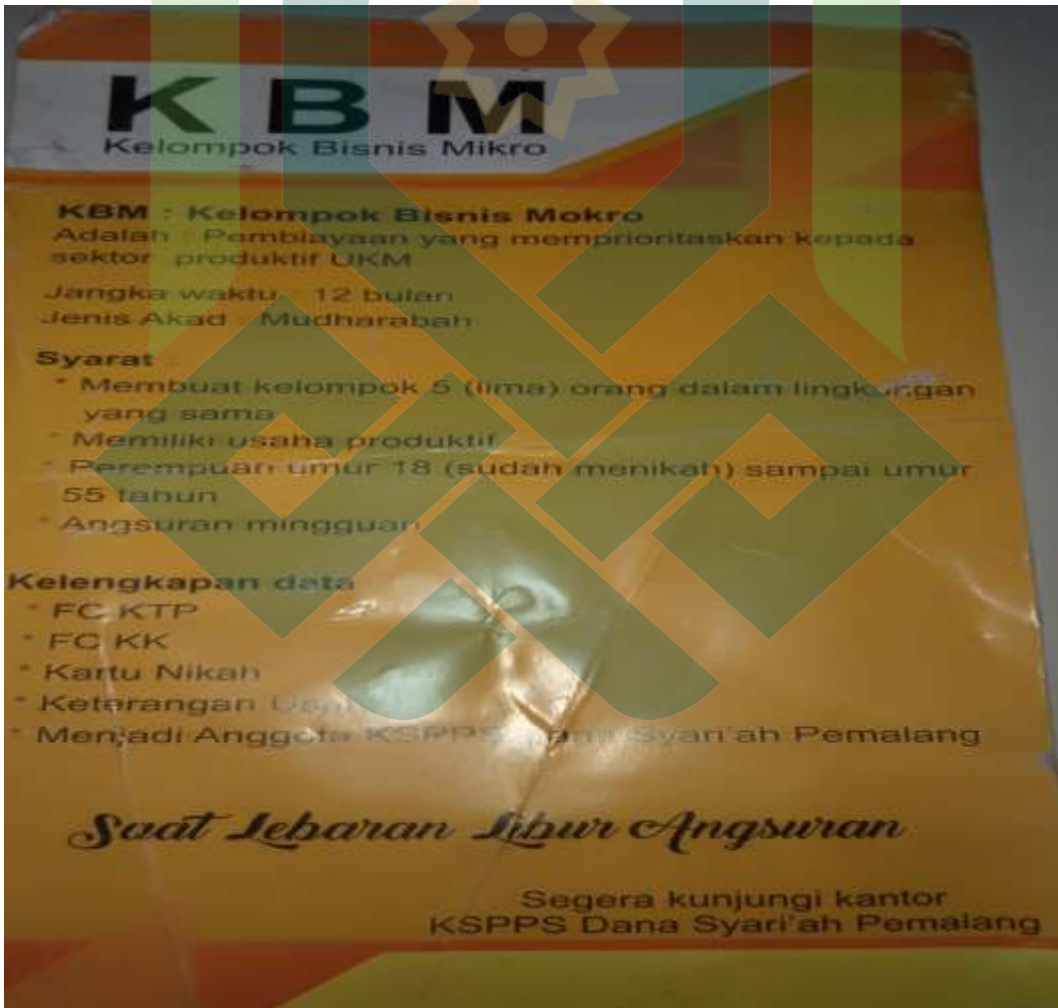 K B M
Kelompok Bisnis Mikro
KBM : Kelompok Bisnis Mokro
Adalah : Pembiayaan yang memprioritaskan kepada
sektor produktif UKM
Jangka waktu : 12 bulan
Jenis Akad : Mudharabah
Syarat :
* Membuat kelompok 5 (lima) orang dalam lingkungan
yang sama
* Memiliki usaha produktif
* Perempuan umur 18 (sudah menikah) sampai umur
55 tahun
* Angsuran mingguan
Kelengkapan data
* FC KTP
* FC KK
* Kartu Nikah
* Keterangan
* Menjadi Anggota KSPPS Syari'ah Pemalang
Saat Lebaran Libur Angsuran
Segera kunjungi kantor
KSPPS Dana Syari'ah Pemalang